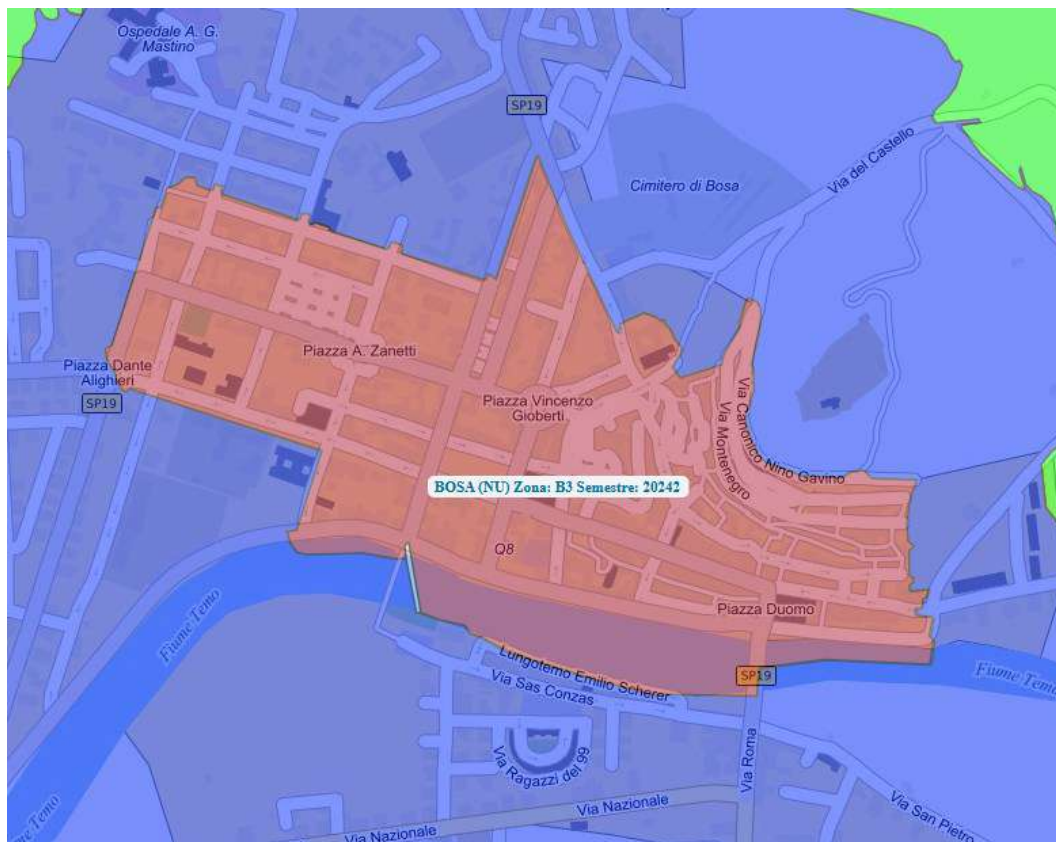 Ospedale A. G.
Mastino
SP19
Cimitero di Bosa
Via del Castello
Piazza A. Zanetti
Piazza Dante
Alighieri
SP19
Piazza Vincenzo
Gioberti
Via Canonico Nino Gavino
Via Montenegro
BOSA (NU) Zona: B3 Semestre: 20242
Q8
Piazza Duomo
Fiume Temo
Lungotemo Emilio Scherer
SP19
Fiume Temo
Via Sas Conzas
Via Ragazzi del 99
Via Roma
Fiume Temo
Via Nazionale
Via Nazionale
Via San Pietro